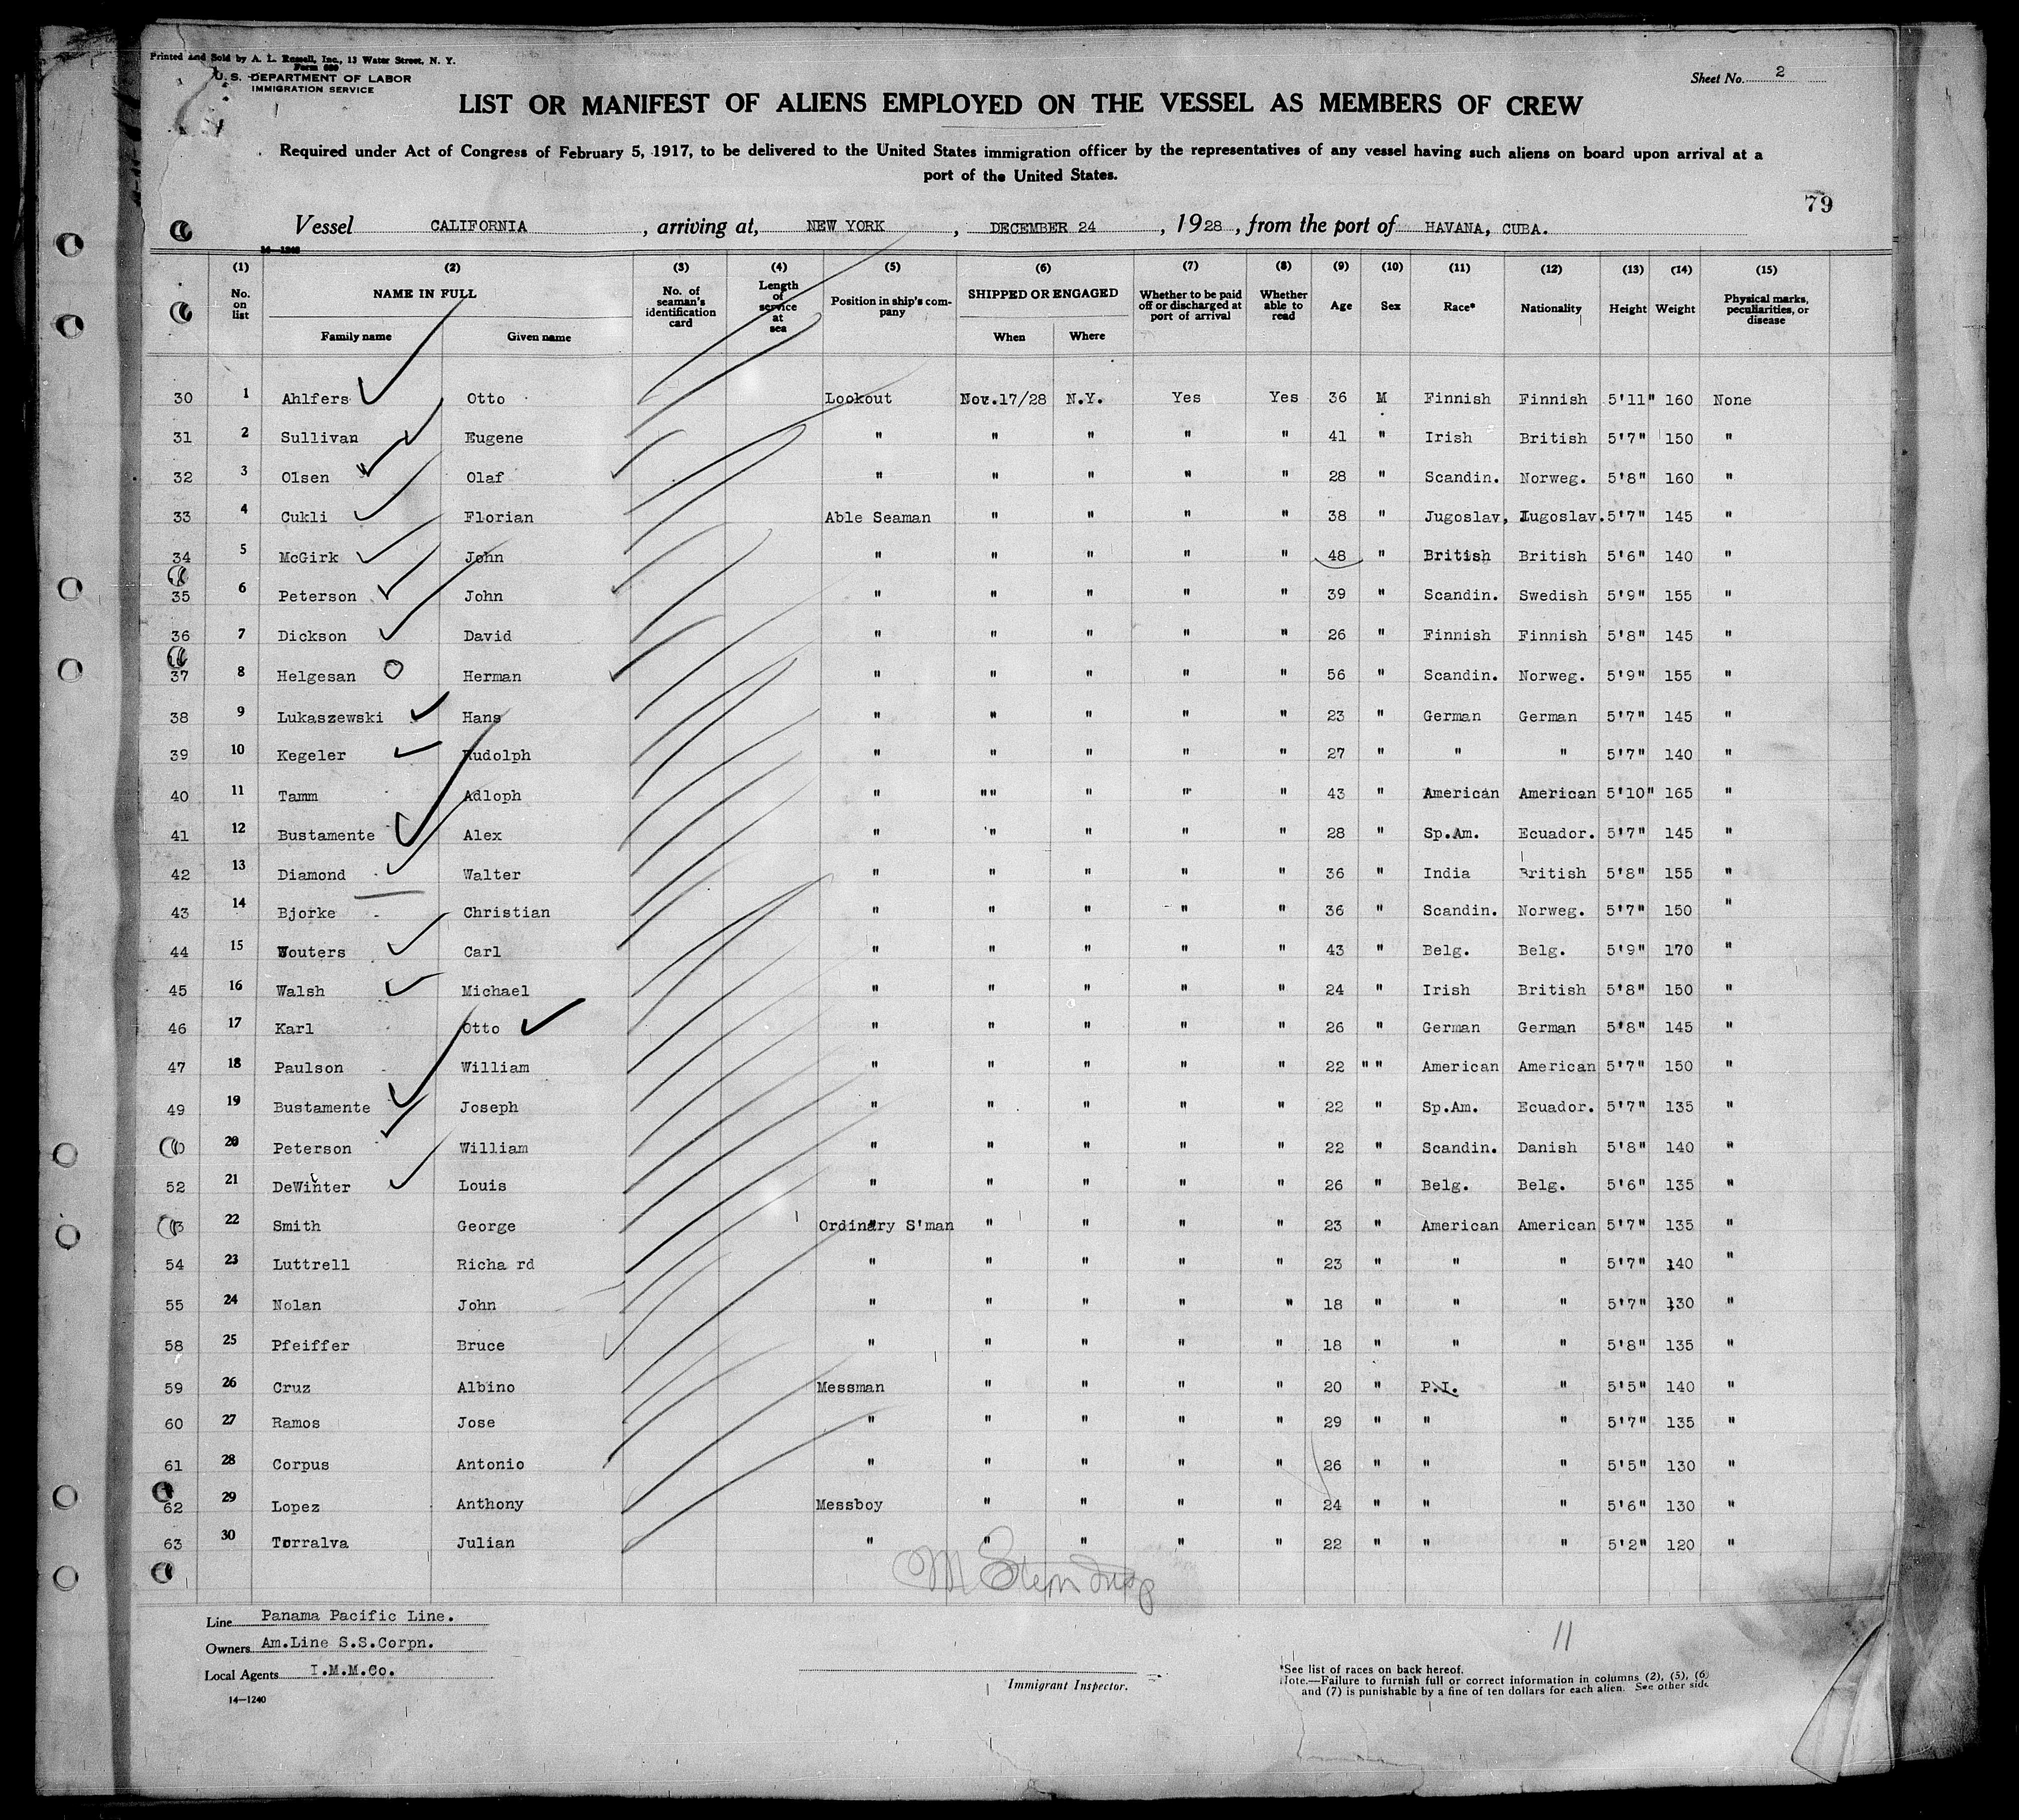 Printed and Sold by A. L. Russell, Inc., 13 Water Street, N. Y.
Form 680
U. S. DEPARTMENT OF LABOR
IMMIGRATION SERVICE
Sheet No. 2
LIST OR MANIFEST OF ALIENS EMPLOYED ON THE VESSEL AS MEMBERS OF CREW
Required under Act of Congress of February 5, 1917, to be delivered to the United States immigration officer by the representatives of any vessel having such aliens on board upon arrival at a
port of the United States.
79
Vessel CALIFORNIA, arriving at, NEW YORK, DECEMBER 24, 1928, from the port of HAVANA, CUBA.
14—1240
(1) (2) (3) (4) (5) (6) (7) (8) (9) (10) (11) (12) (13) (14) (15)
No. on list NAME IN FULL Family name Given name No. of seaman's identification card Length of service at sea Position in ship's company SHIPPED OR ENGAGED When Where Whether to be paid off or discharged at port of arrival Whether able to read Age Sex Race* Nationality Height Weight Physical marks, peculiarities, or disease
30 1 Ahlfers Otto Lookout Nov.17/28 N.Y. Yes Yes 36 M Finnish Finnish 5'11" 160 None
31 2 Sullivan Eugene " " " " " 41 " Irish British 5'7" 150 "
32 3 Olsen Olaf " " " " " 28 " Scandin. Norweg. 5'8" 160 "
33 4 Cukli Florian Able Seaman " " " " 38 " Jugoslav, Iugoslav. 5'7" 145 "
34 5 McGirk John " " " " " 48 " British British 5'6" 140 "
35 6 Peterson John " " " " " 39 " Scandin. Swedish 5'9" 155 "
36 7 Dickson David " " " " " 26 " Finnish Finnish 5'8" 145 "
37 8 Helgesan Herman " " " " " 56 " Scandin. Norweg. 5'9" 155 "
38 9 Lukaszewski Hans " " " " " 23 " German German 5'7" 145 "
39 10 Kegeler Rudolph " " " " " 27 " " " 5'7" 140 "
40 11 Tamm Adloph " "" " " " 43 " American American 5'10" 165 "
41 12 Bustamente Alex " " " " " 28 " Sp.Am. Ecuador. 5'7" 145 "
42 13 Diamond Walter " " " " " 36 " India British 5'8" 155 "
43 14 Bjorke Christian " " " " " 36 " Scandin. Norweg. 5'7" 150 "
44 15 Wouters Carl " " " " " 43 " Belg. Belg. 5'9" 170 "
45 16 Walsh Michael " " " " " 24 " Irish British 5'8" 150 "
46 17 Karl Otto " " " " " 26 " German German 5'8" 145 "
47 18 Paulson William " " " " " 22 "" American American 5'7" 150 "
49 19 Bustamente Joseph " " " " " 22 " Sp.Am. Ecuador. 5'7" 135 "
20 Peterson William " " " " " 22 " Scandin. Danish 5'8" 140 "
52 21 DeWinter Louis " " " " " 26 " Belg. Belg. 5'6" 135 "
22 Smith George Ordinary S'man " " " " 23 " American American 5'7" 135 "
54 23 Luttrell Richa rd " " " " " 23 " " " 5'7" 140 "
55 24 Nolan John " " " " " 18 " " " 5'7" 130 "
58 25 Pfeiffer Bruce " " " " " 18 " " " 5'8" 135 "
59 26 Cruz Albino Messman " " " " 20 " P.I. " 5'5" 140 "
60 27 Ramos Jose " " " " " 29 " " " 5'7" 135 "
61 28 Corpus Antonio " " " " " 26 " " " 5'5" 130 "
62 29 Lopez Anthony Messboy " " " " 24 " " " 5'6" 130 "
63 30 Torralva Julian " " " " " 22 " " " 5'2" 120 "
Line Panama Pacific Line.
Owners Am.Line S.S.Corpn.
Local Agents I.M.M.Co.
14—1240
Immigrant Inspector.
11
*See list of races on back hereof.
Note.—Failure to furnish full or correct information in columns (2), (5), (6)
and (7) is punishable by a fine of ten dollars for each alien. See other side